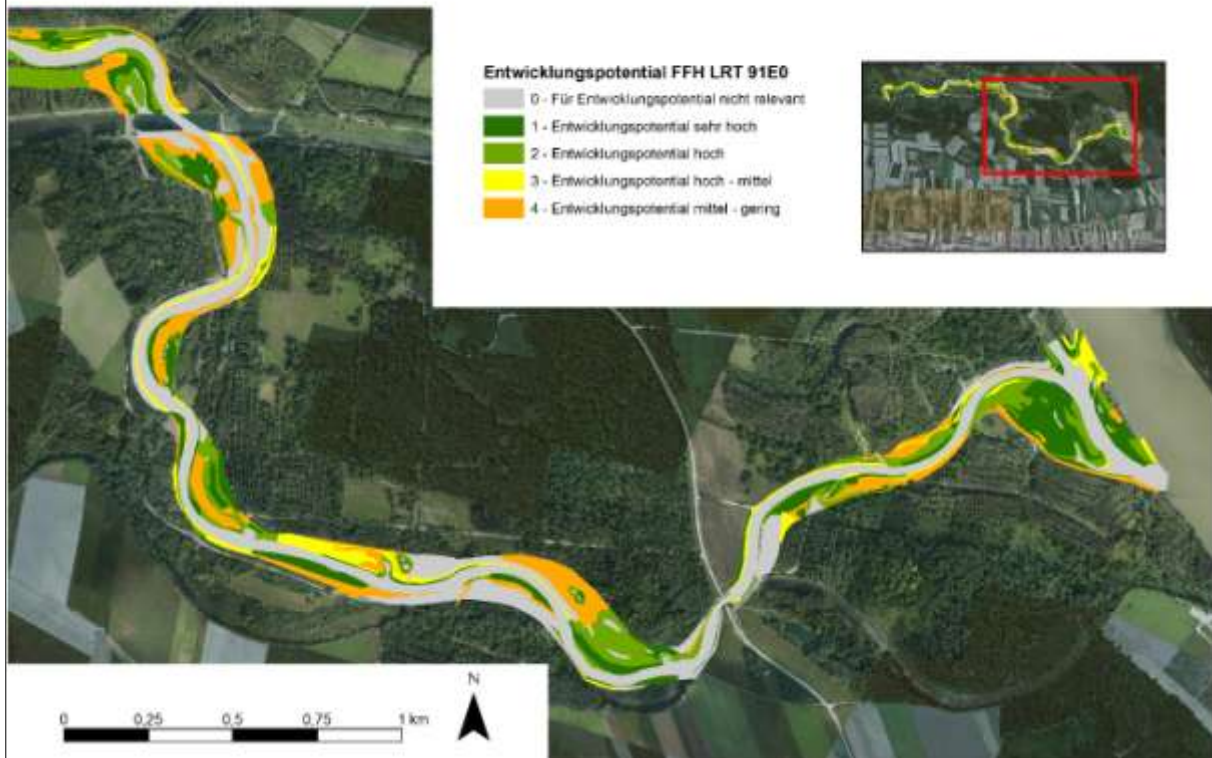 Entwicklungspotential FFH LRT 91E0
0 - Für Entwicklungspotential nicht relevant
1 - Entwicklungspotential sehr hoch
2 - Entwicklungspotential hoch
3 - Entwicklungspotential hoch - mittel
4 - Entwicklungspotential mittel - gering
N
0 0,25 0,5 0,75 1 km